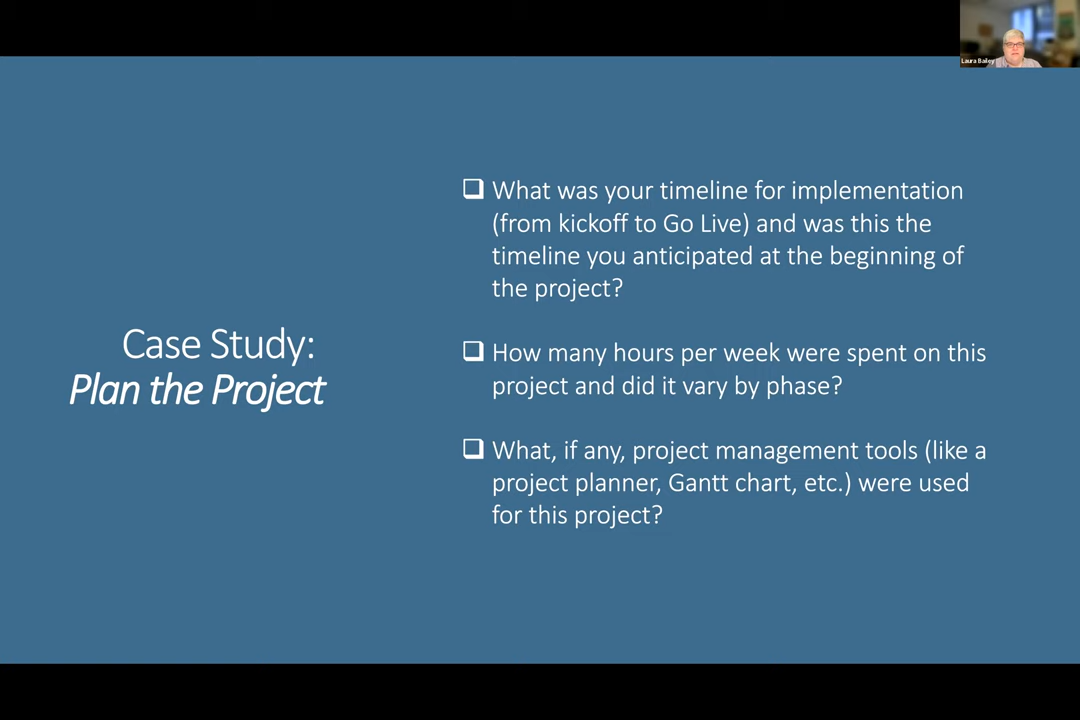 Laura Bailey
Case Study:
Plan the Project
What was your timeline for implementation
(from kickoff to Go Live) and was this the
timeline you anticipated at the beginning of
the project?
How many hours per week were spent on this
project and did it vary by phase?
What, if any, project management tools (like a
project planner, Gantt chart, etc.) were used
for this project?